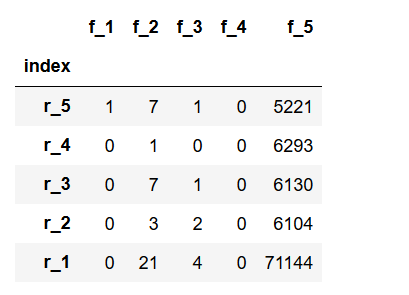 f_1 f_2 f_3 f_4 f_5
index
r_5 1 7 1 0 5221
r_4 0 1 0 0 6293
r_3 0 7 1 0 6130
r_2 0 3 2 0 6104
r_1 0 21 4 0 71144